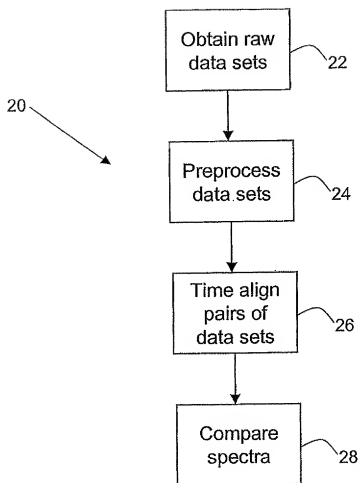 Obtain raw
data sets
22
20
Preprocess
data sets
24
Time align
pairs of
data sets
26
Compare
spectra
28